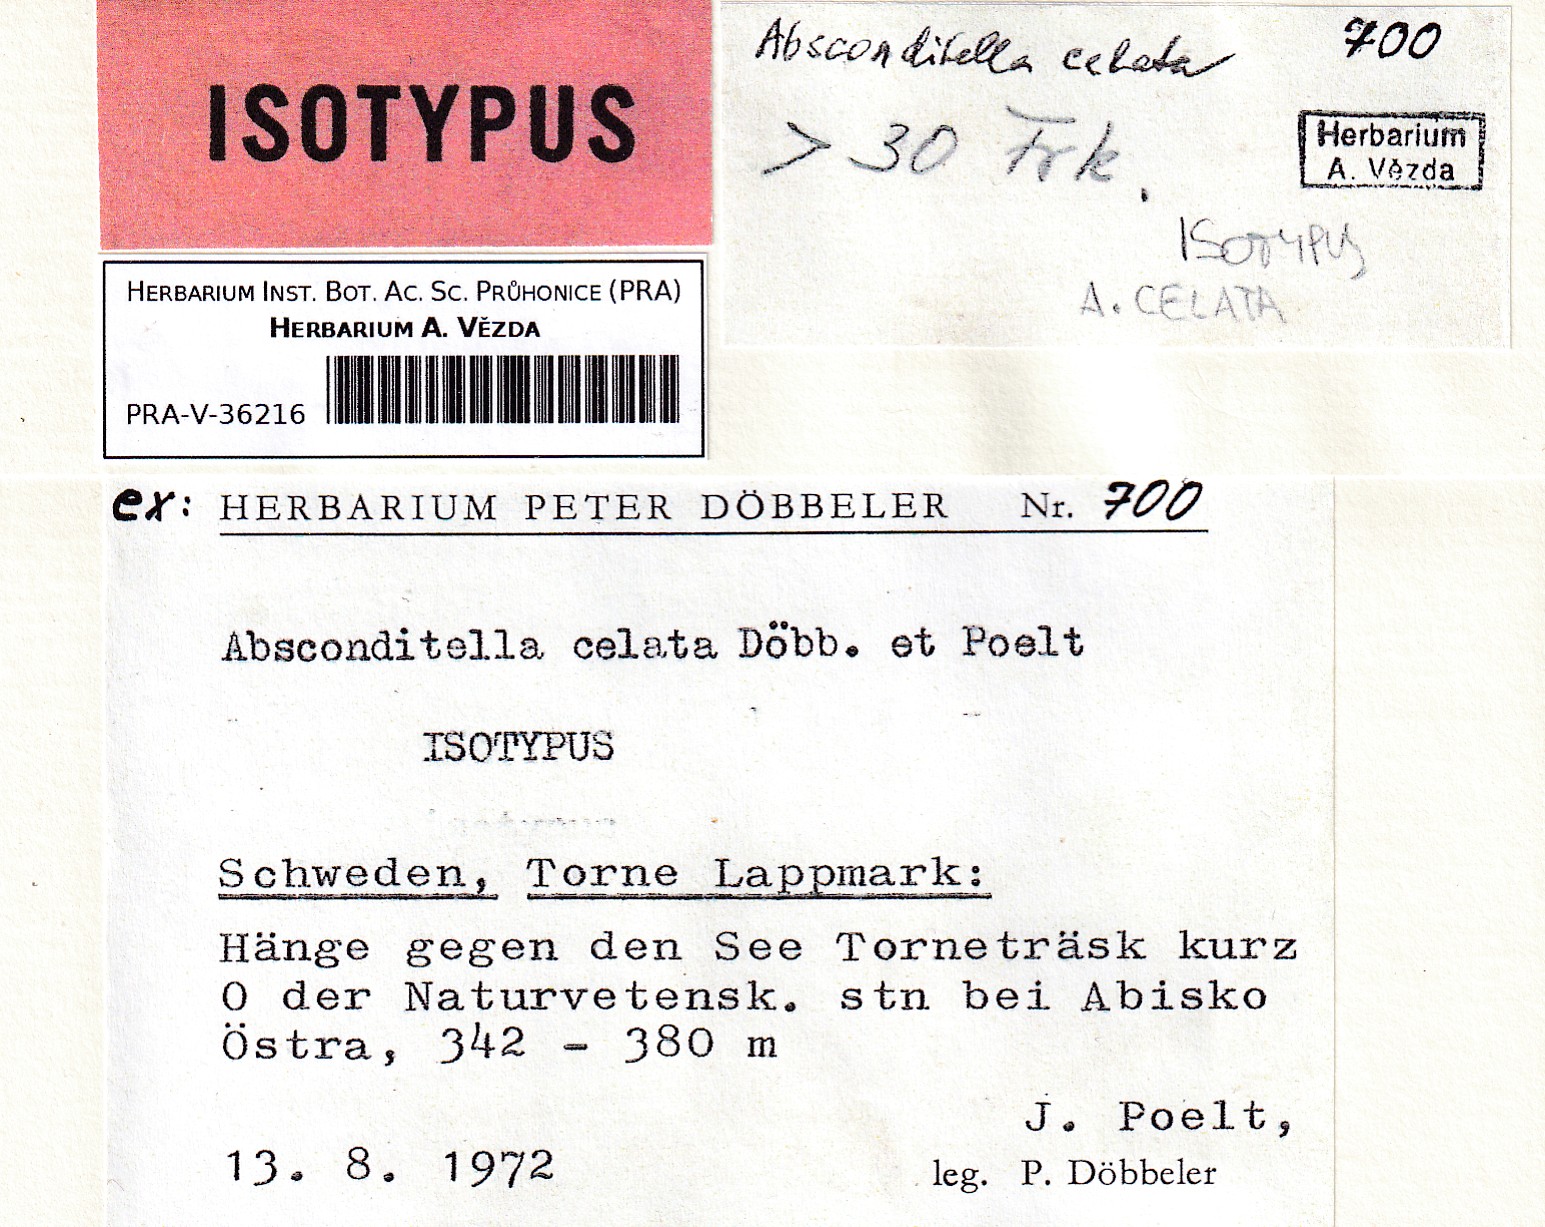 ISOTYPUS
Absconditella celata 700
> 30 Frk.
Herbarium
A. Vězda
ISOTYPUS
A. CELATA
HERBARIUM INST. BOT. AC. SC. PRŮHONICE (PRA)
HERBARIUM A. VĚZDA
PRA-V-36216
ex: HERBARIUM PETER DÖBBELER Nr. 700
Absconditella celata Döbb. et Poelt
ISOTYPUS
Schweden, Torne Lappmark:
Hänge gegen den See Torneträsk kurz
O der Naturvetensk. stn bei Abisko
Östra, 342 - 380 m
J. Poelt,
13. 8. 1972 leg. P. Döbbeler